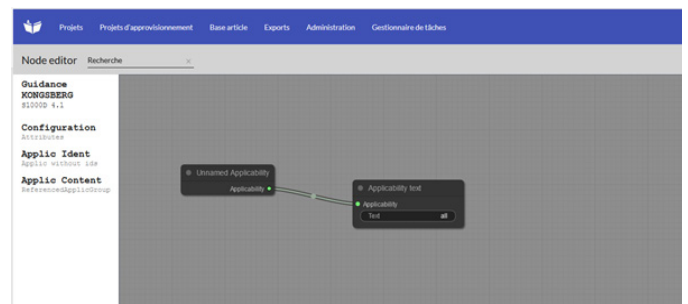 Projets Projets d'approvisionnement Base article Exports Administration Gestionnaire de tâches
Node editor Recherche ×
Guidance
KONGSBERG
S1000D 4.1
Configuration
Attributes
Applic Ident
Applic without ids
Applic Content
ReferencedApplicGroup
Unnamed Applicability
Applicability
Applicability text
Applicability
Text all